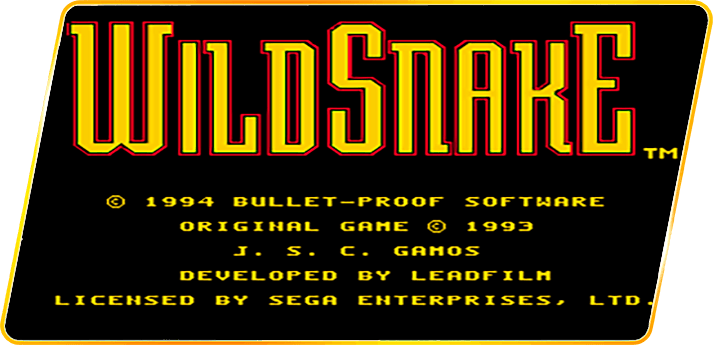 WILDSNAKE™
© 1994 BULLET-PROOF SOFTWARE
ORIGINAL GAME © 1993
J. S. C. GAMOS
DEVELOPED BY LEADFILM
LICENSED BY SEGA ENTERPRISES, LTD.